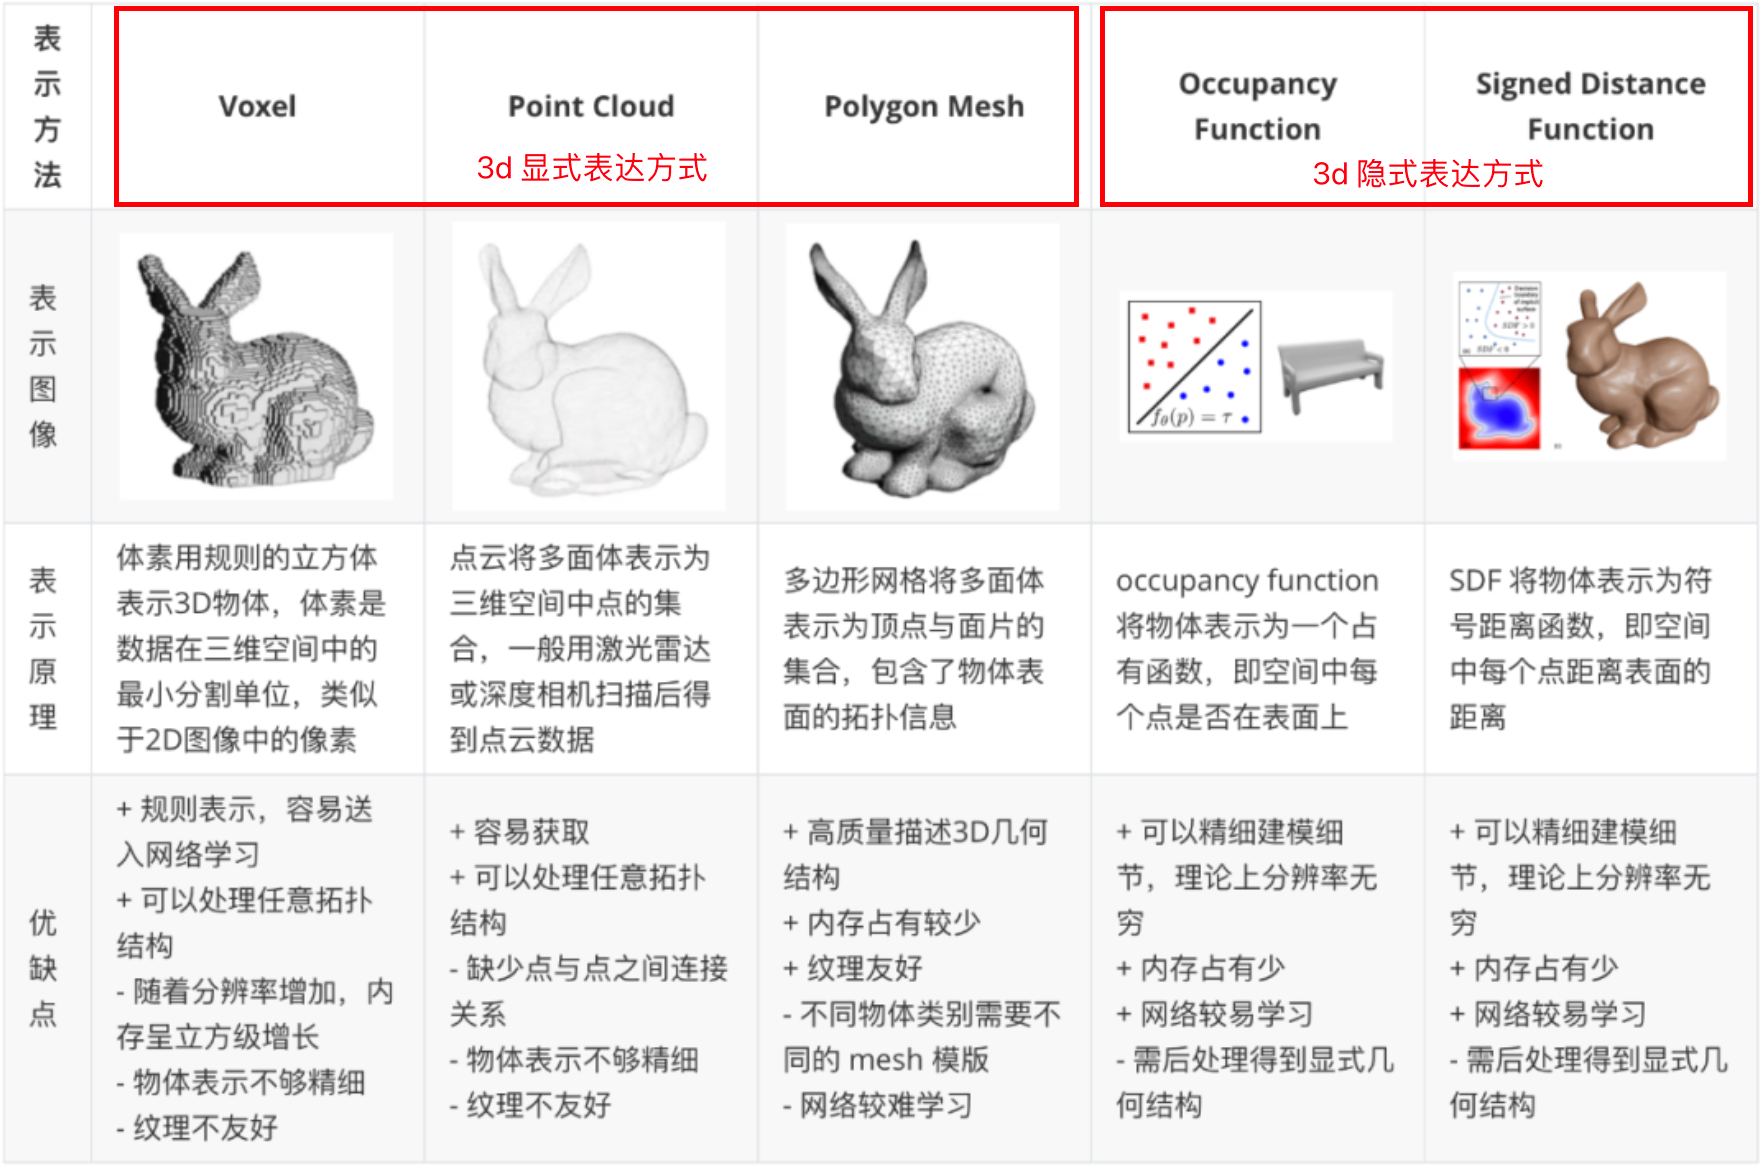 表
示
方
法
Voxel
Point Cloud
Polygon Mesh
3d 显式表达方式
Occupancy
Function
Signed Distance
Function
3d 隐式表达方式
表
示
图
像
f_θ(p) = τ
Decision
boundary
of implicit
surface
SDF > 0
SDF < 0
表
示
原
理
体素用规则的立方体
表示3D物体，体素是
数据在三维空间中的
最小分割单位，类似
于2D图像中的像素
点云将多面体表示为
三维空间中点的集
合，一般用激光雷达
或深度相机扫描后得
到点云数据
多边形网格将多面体
表示为顶点与面片的
集合，包含了物体表
面的拓扑信息
occupancy function
将物体表示为一个占
有函数，即空间中每
个点是否在表面上
SDF 将物体表示为符
号距离函数，即空间
中每个点距离表面的
距离
优
缺
点
+ 规则表示，容易送
入网络学习
+ 可以处理任意拓扑
结构
- 随着分辨率增加，内
存呈立方级增长
- 物体表示不够精细
- 纹理不友好
+ 容易获取
+ 可以处理任意拓扑
结构
- 缺少点与点之间连接
关系
- 物体表示不够精细
- 纹理不友好
+ 高质量描述3D几何
结构
+ 内存占有较少
+ 纹理友好
- 不同物体类别需要不
同的 mesh 模版
- 网络较难学习
+ 可以精细建模细
节，理论上分辨率无
穷
+ 内存占有少
+ 网络较易学习
- 需后处理得到显式几
何结构
+ 可以精细建模细
节，理论上分辨率无
穷
+ 内存占有少
+ 网络较易学习
- 需后处理得到显式几
何结构